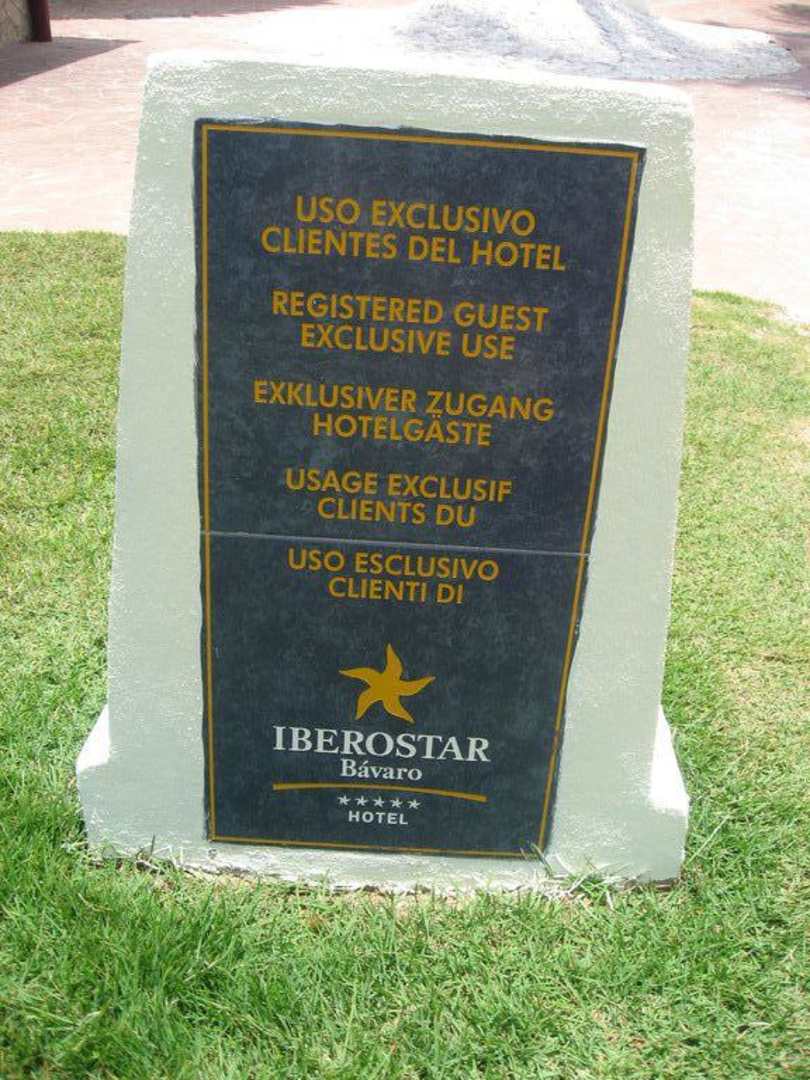 USO EXCLUSIVO
CLIENTES DEL HOTEL
REGISTERED GUEST
EXCLUSIVE USE
EXKLUSIVER ZUGANG
HOTELGÄSTE
USAGE EXCLUSIF
CLIENTS DU
USO ESCLUSIVO
CLIENTI DI
IBEROSTAR
Bávaro
HOTEL